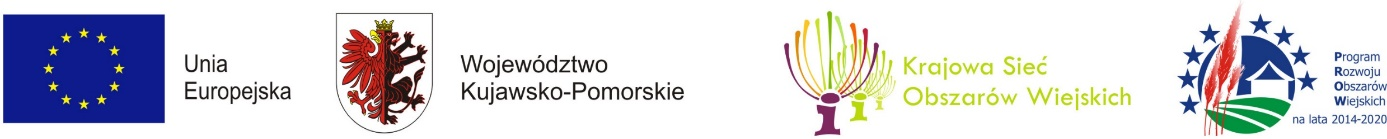 Unia
Europejska
Województwo
Kujawsko-Pomorskie
Krajowa Sieć
Obszarów Wiejskich
Program
Rozwoju
Obszarów
Wiejskich
na lata 2014-2020